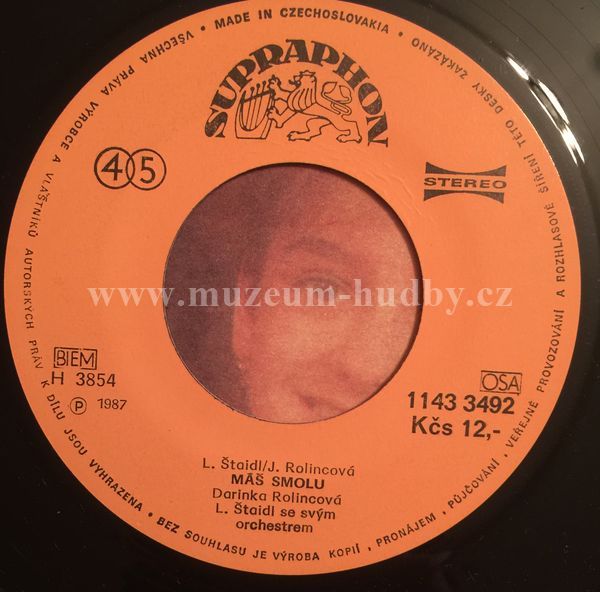 VŠECHNA PRÁVA VÝROBCE A VLASTNÍKŮ AUTORSKÝCH PRÁV K DÍLU JSOU VYHRAZENA • BEZ SOUHLASU JE VÝROBA KOPIÍ, PRONÁJEM, PŮJČOVÁNÍ, VEŘEJNÉ PROVOZOVÁNÍ A ROZHLASOVÉ ŠÍŘENÍ TÉTO DESKY ZAKÁZÁNO • MADE IN CZECHOSLOVAKIA •
SUPRAPHON
45
STEREO
www.muzeum-hudby.cz
BIEM
H 3854
Ⓟ 1987
OSA
1143 3492
Kčs 12,-
L. Štaidl/J. Rolincová
MÁŠ SMOLU
Darinka Rolincová
L. Štaidl se svým
orchestrem